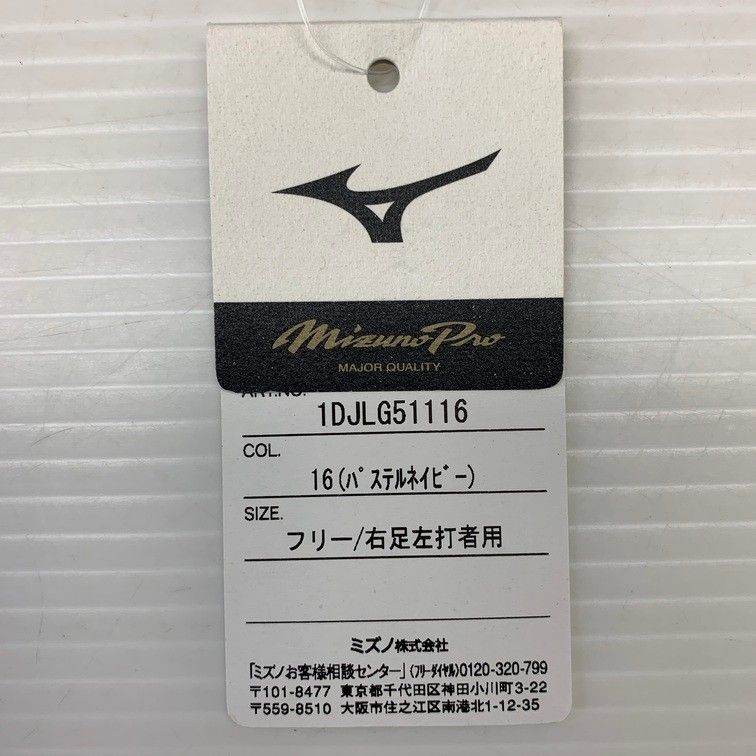 Mizuno Pro
MAJOR QUALITY
ART.NO.
1DJLG51116
COL.
16(ﾊﾟｽﾃﾙﾈｲﾋﾞｰ)
SIZE.
フリー/右足左打者用
ミズノ株式会社
「ミズノお客様相談センター」(ﾌﾘｰﾀﾞｲﾔﾙ)0120-320-799
〒101-8477 東京都千代田区神田小川町3-22
〒559-8510 大阪市住之江区南港北1-12-35